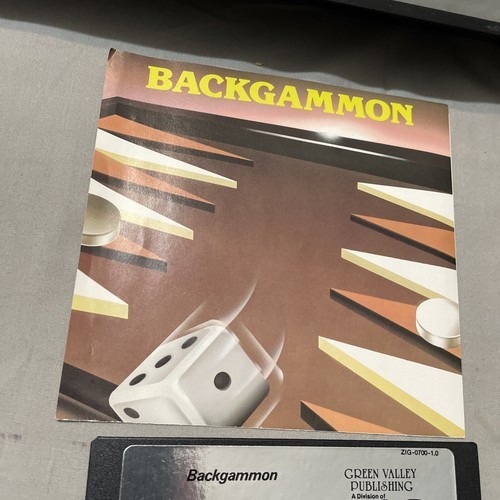 BACKGAMMON
ZIG-0700-1.0
Backgammon
GREEN VALLEY
PUBLISHING
A Division of